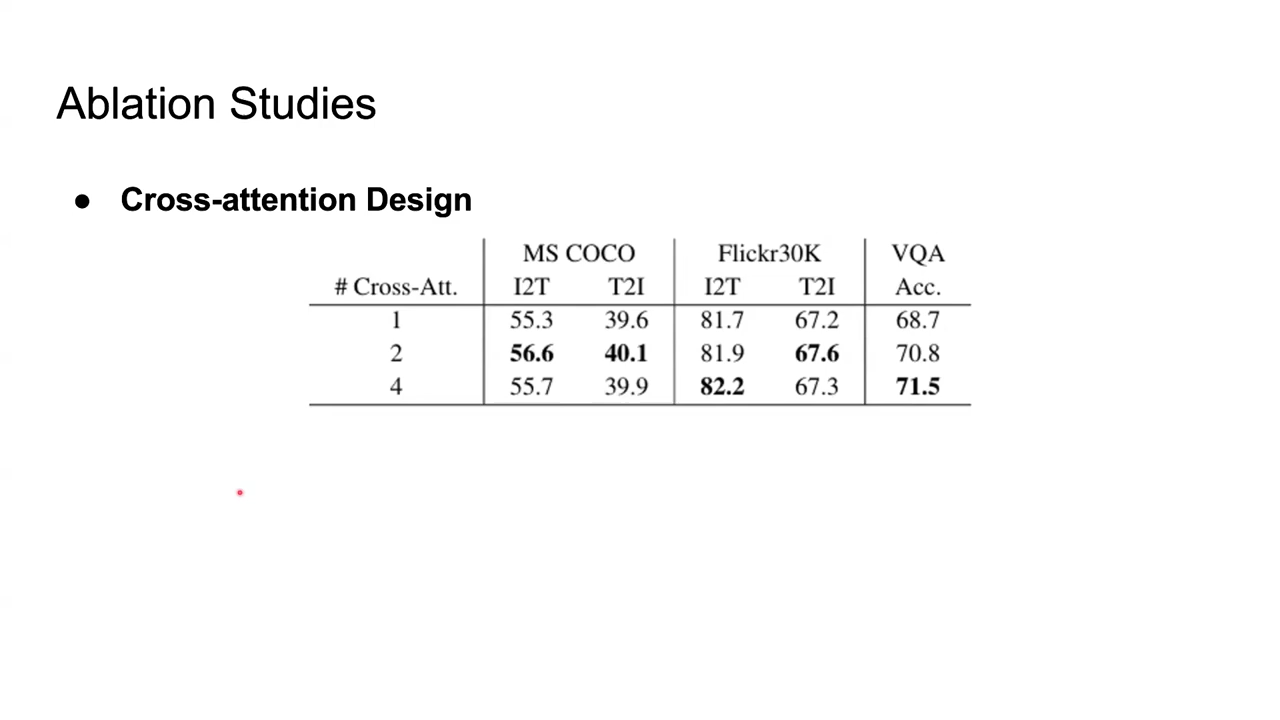 Ablation Studies
● Cross-attention Design
MS COCO Flickr30K VQA
# Cross-Att. I2T T2I I2T T2I Acc.
1 55.3 39.6 81.7 67.2 68.7
2 56.6 40.1 81.9 67.6 70.8
4 55.7 39.9 82.2 67.3 71.5